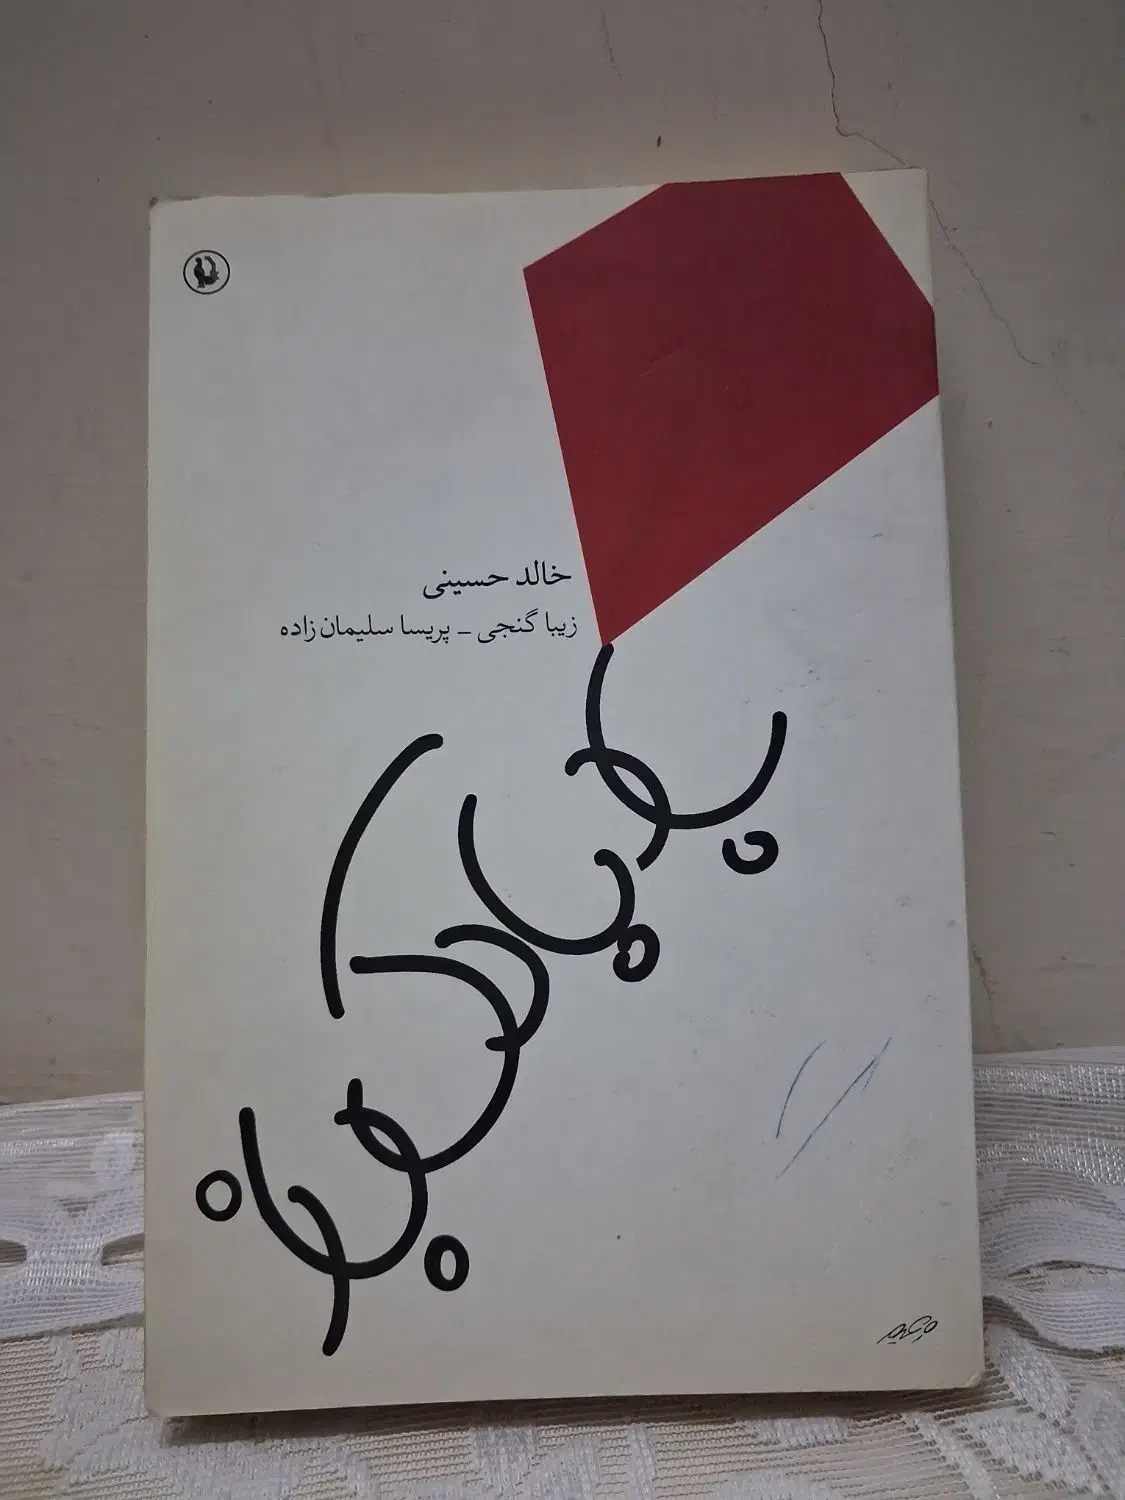 خالد حسینی
زیبا گنجی – پریسا سلیمان زاده
بادبادک باز